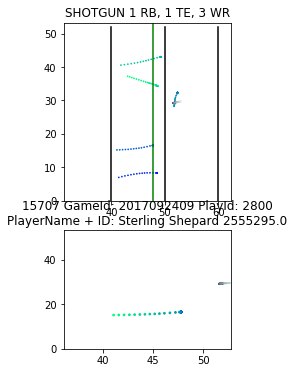 SHOTGUN 1 RB, 1 TE, 3 WR
50
40
30
20
10
0
40 50 60
15707 GameId: 2017092409 PlayId: 2800
PlayerName + ID: Sterling Shepard 2555295.0
40
20
0
40 45 50